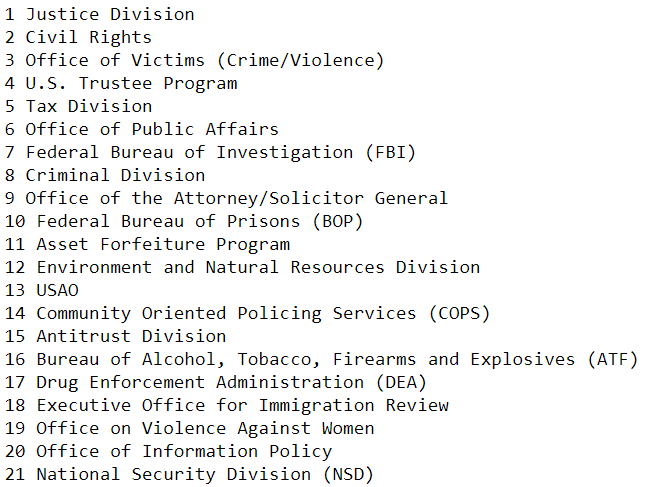 1 Justice Division
2 Civil Rights
3 Office of Victims (Crime/Violence)
4 U.S. Trustee Program
5 Tax Division
6 Office of Public Affairs
7 Federal Bureau of Investigation (FBI)
8 Criminal Division
9 Office of the Attorney/Solicitor General
10 Federal Bureau of Prisons (BOP)
11 Asset Forfeiture Program
12 Environment and Natural Resources Division
13 USAO
14 Community Oriented Policing Services (COPS)
15 Antitrust Division
16 Bureau of Alcohol, Tobacco, Firearms and Explosives (ATF)
17 Drug Enforcement Administration (DEA)
18 Executive Office for Immigration Review
19 Office on Violence Against Women
20 Office of Information Policy
21 National Security Division (NSD)